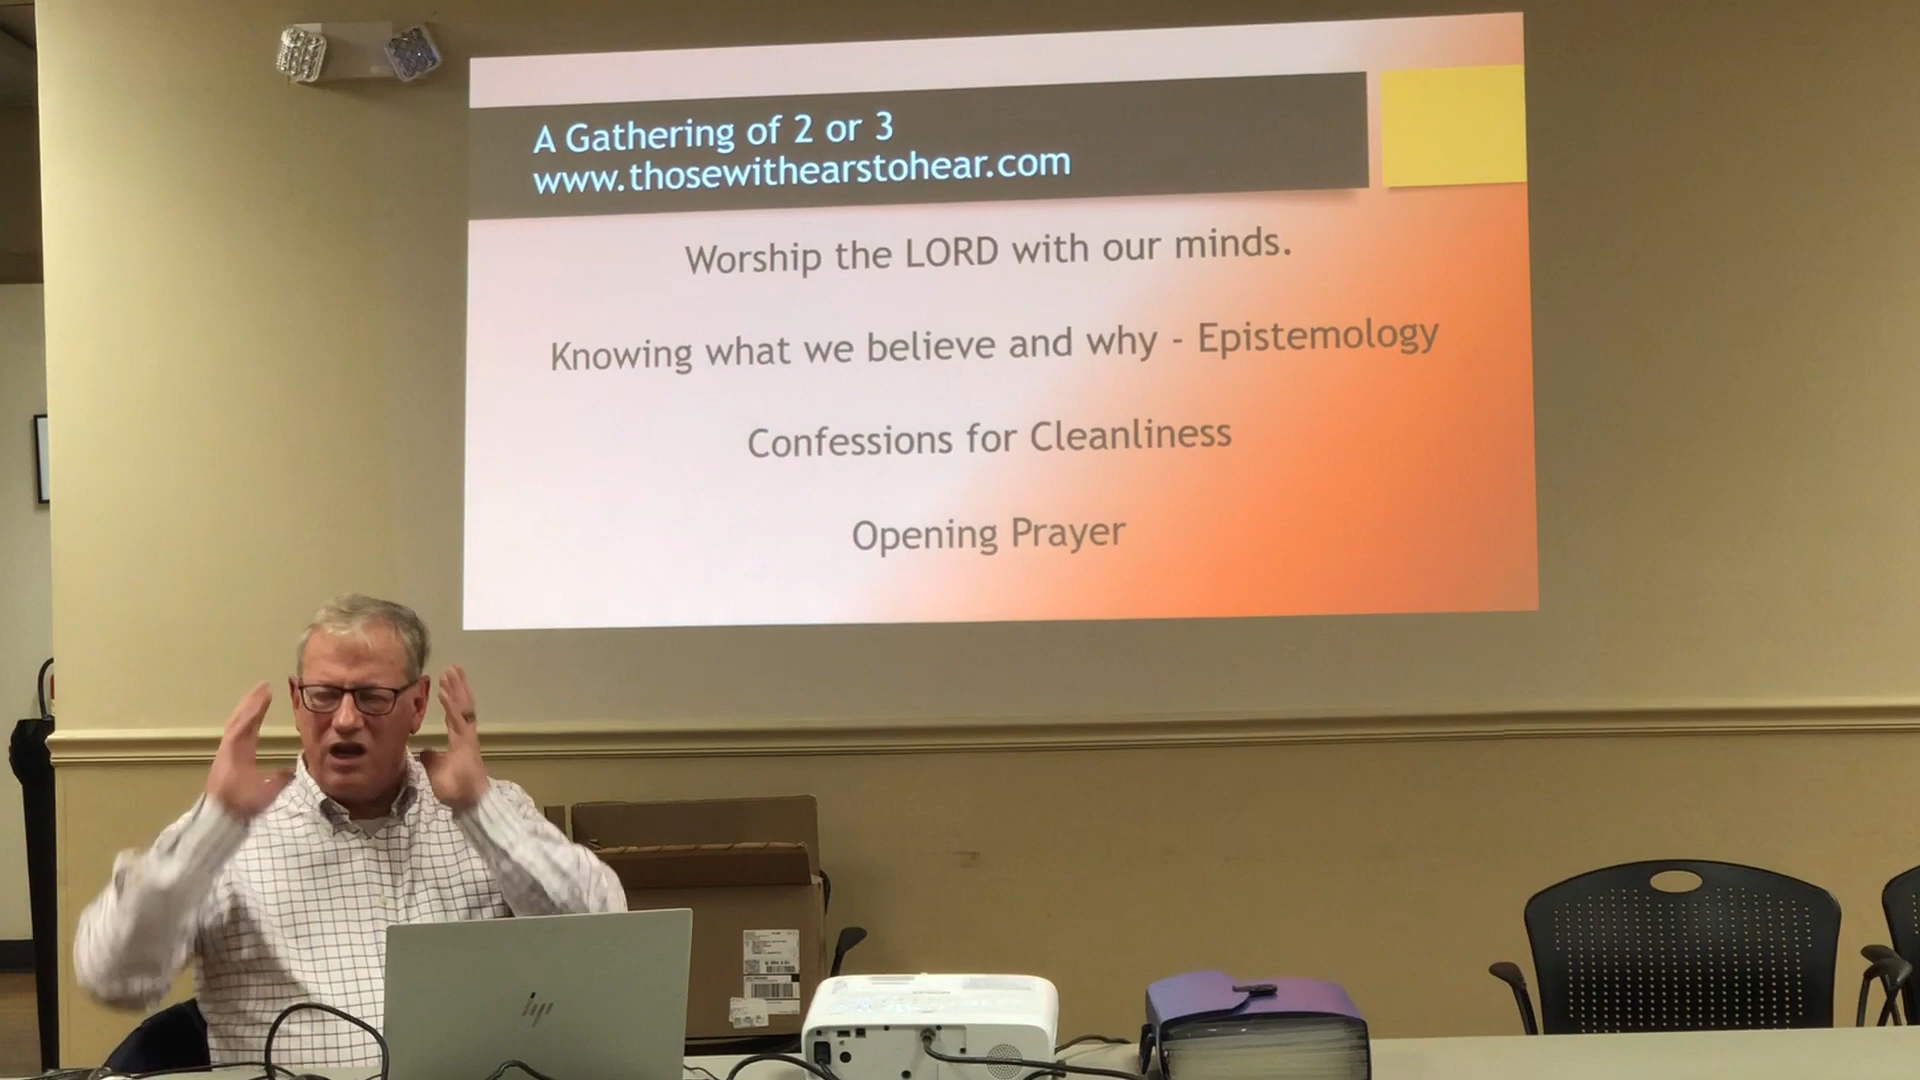 A Gathering of 2 or 3
www.thosewithearstohear.com
Worship the LORD with our minds.
Knowing what we believe and why - Epistemology
Confessions for Cleanliness
Opening Prayer
hp